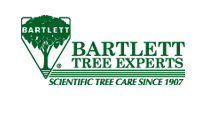 BARTLETT
BARTLETT
TREE EXPERTS
®
SCIENTIFIC TREE CARE SINCE 1907